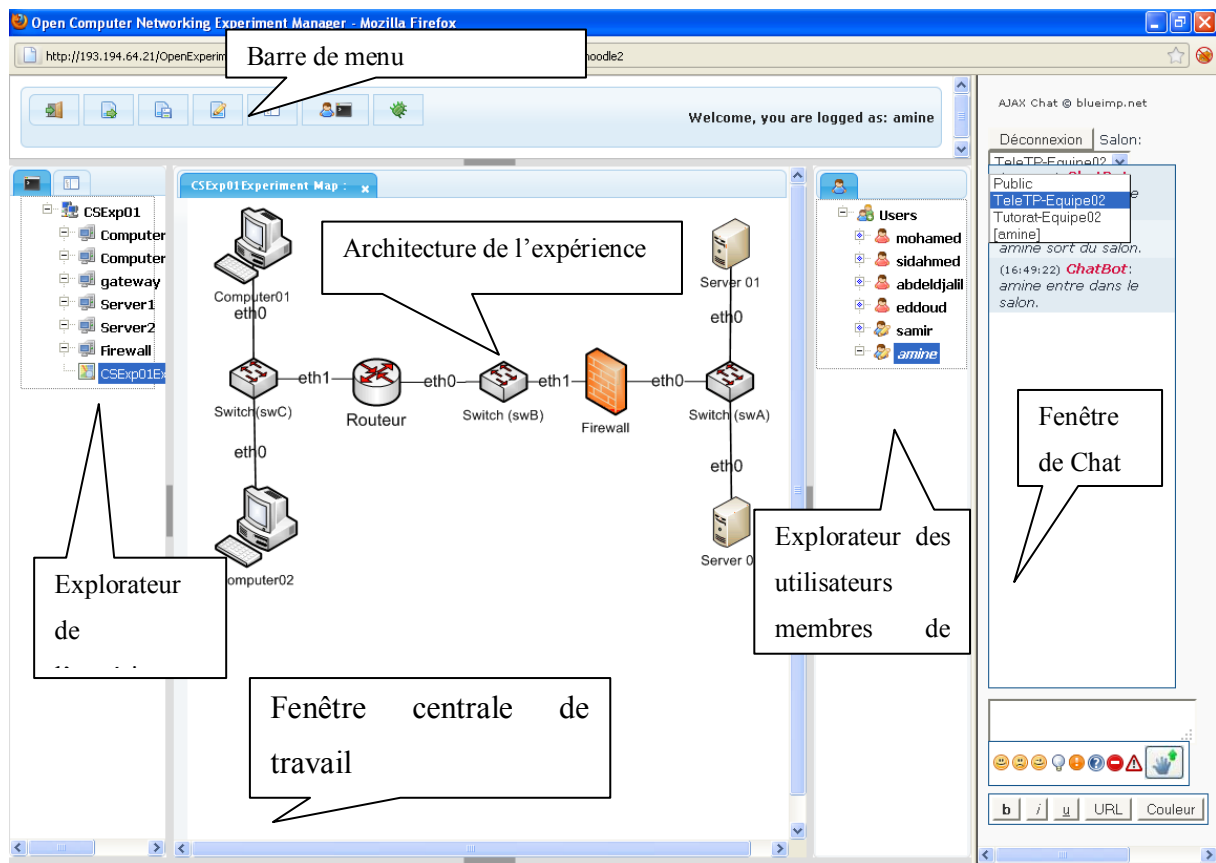 Open Computer Networking Experiment Manager - Mozilla Firefox
http://193.194.64.21/OpenExperim
noodle2
Barre de menu
Welcome, you are logged as: amine
CSExp01
Computer
Computer
gateway
Server1
Server2
Firewall
CSExp01Ex
Explorateur
de
CSExp01Experiment Map :
Architecture de l'expérience
Computer01
eth0
Server 01
eth0
eth1
eth0
eth1
eth0
Switch(swC)
Routeur
Switch (swB)
Firewall
Switch (swA)
eth0
eth0
omputer02
Server 0
Fenêtre centrale de
travail
Users
mohamed
sidahmed
abdeldjalil
eddoud
samir
amine
Explorateur des
utilisateurs
membres de
AJAX Chat © blueimp.net
Déconnexion Salon:
TeleTP-Equipe02
ChatBot
Public
TeleTP-Equipe02
Tutorat-Equipe02
[amine]
amine sort du salon.
(16:49:22) ChatBot:
amine entre dans le
salon.
Fenêtre
de Chat
b i u URL Couleur